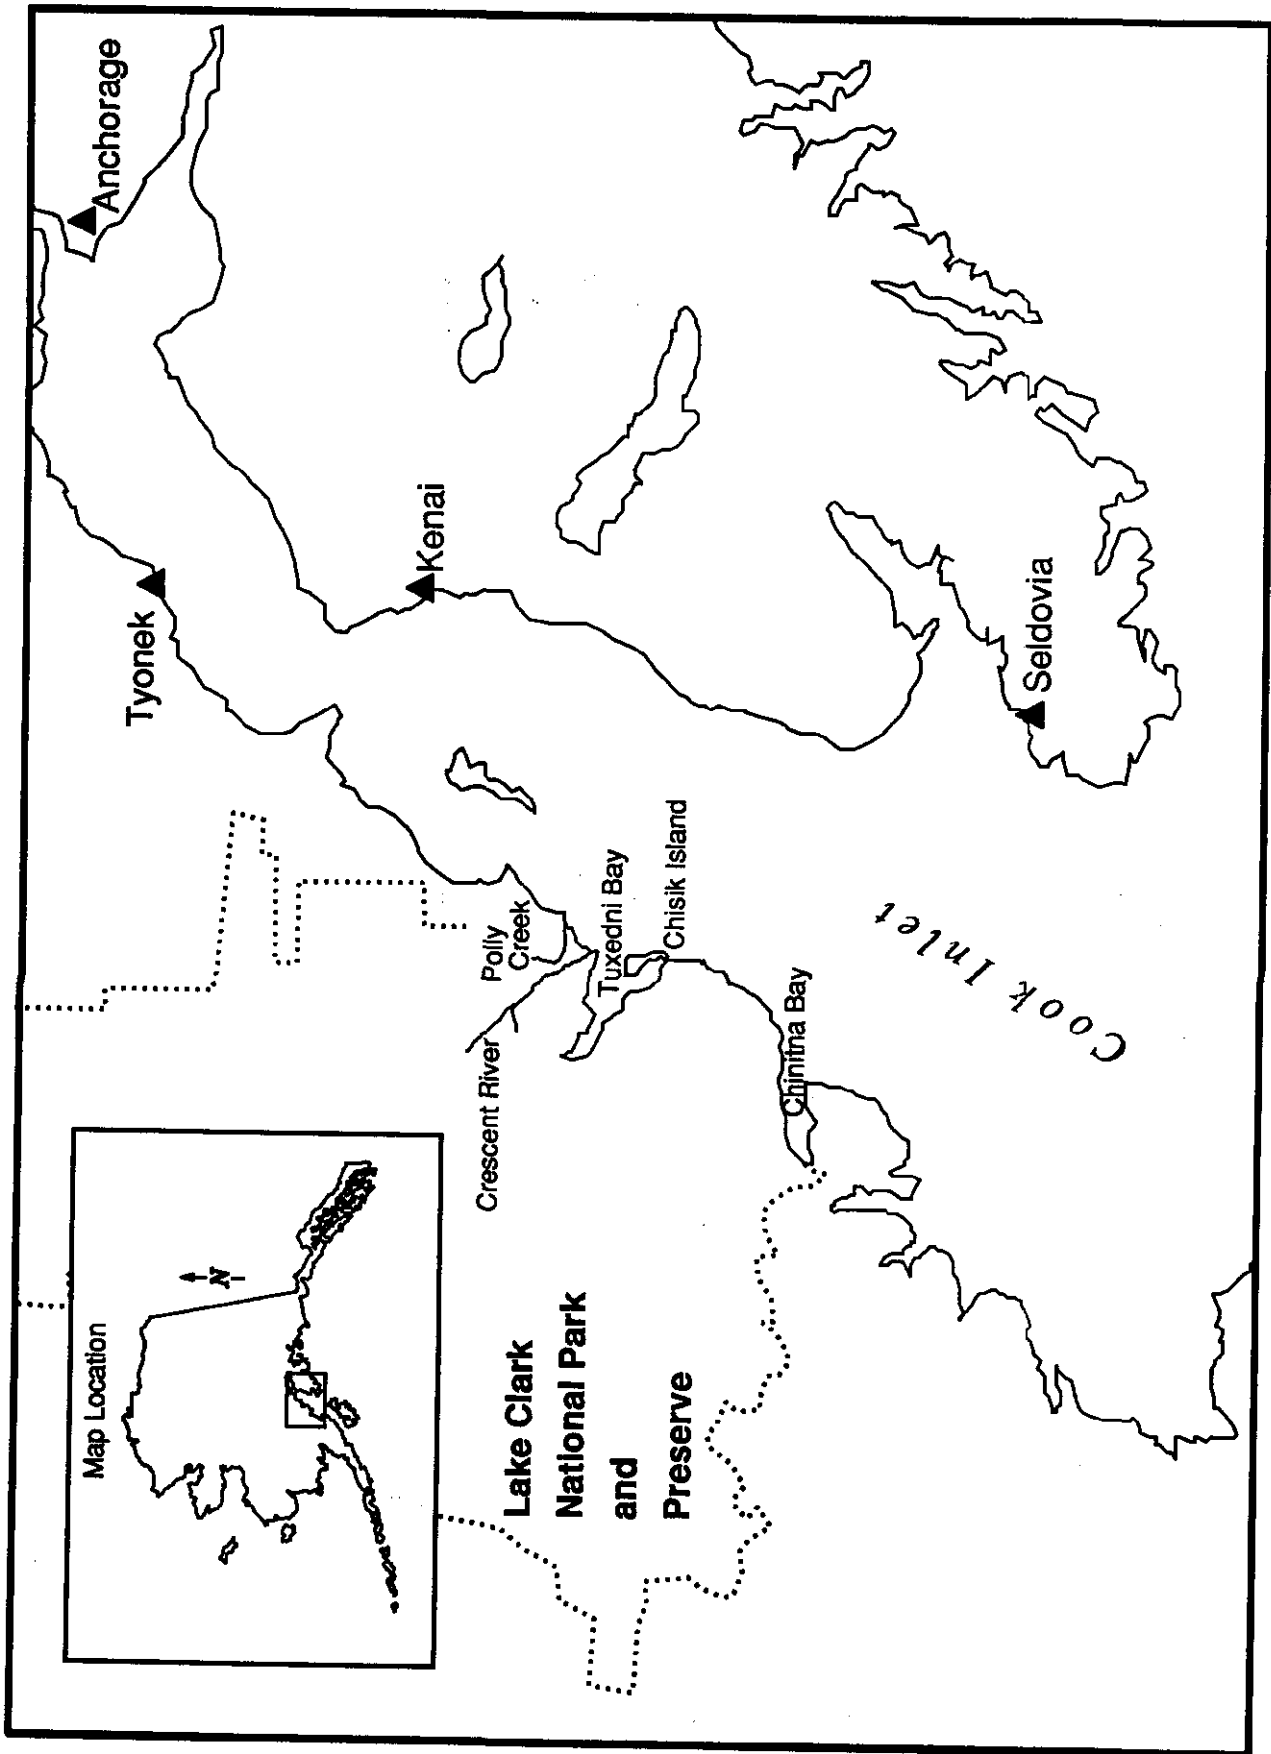 Map Location
N
Anchorage
Tyonek
Kenai
Polly
Creek
Crescent River
Tuxedni Bay
Chisik Island
Lake Clark
National Park
and
Preserve
Chinitna Bay
Cook Inlet
Seldovia